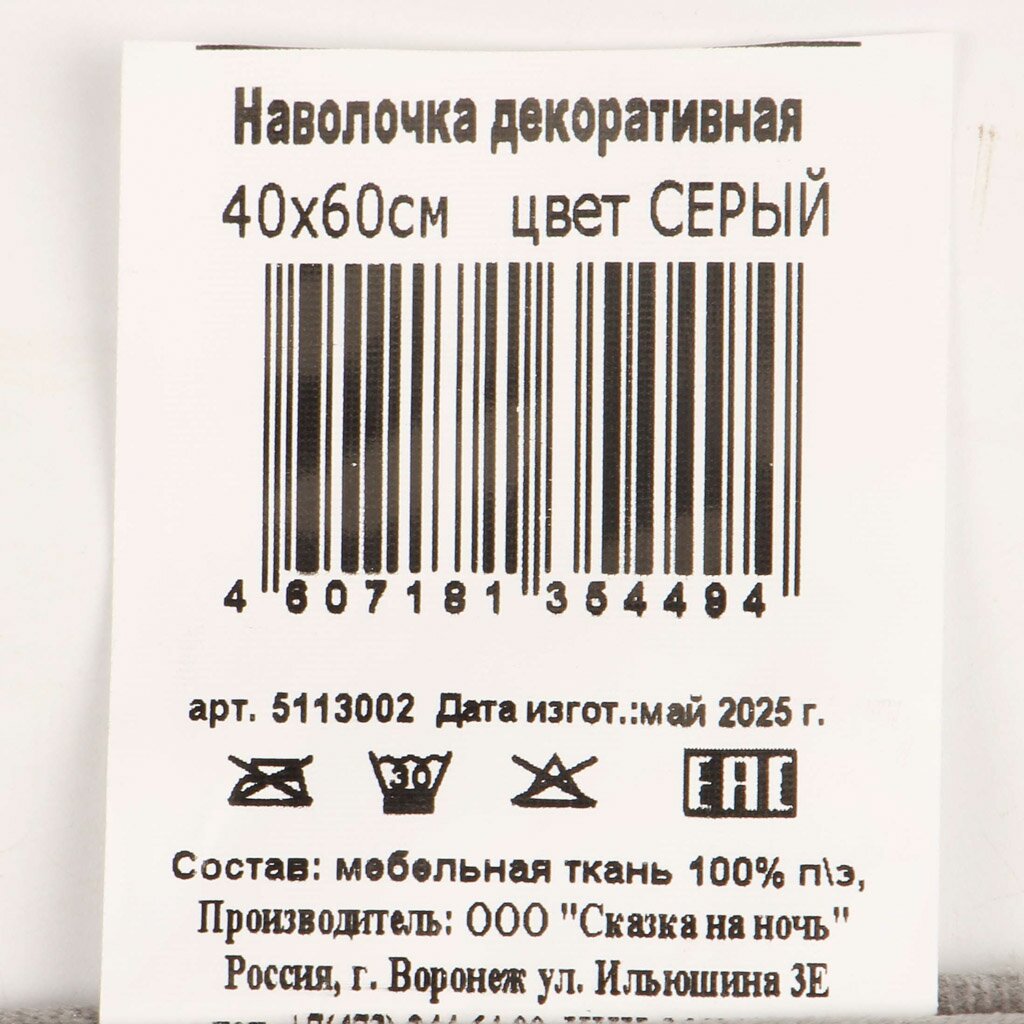 Наволочка декоративная
40х60см цвет СЕРЫЙ
4 607181 354494
арт. 5113002 Дата изгот.:май 2025 г.
30 EAC
Состав: мебельная ткань 100% п\э,
Производитель: ООО "Сказка на ночь"
Россия, г. Воронеж ул. Ильюшина 3Е